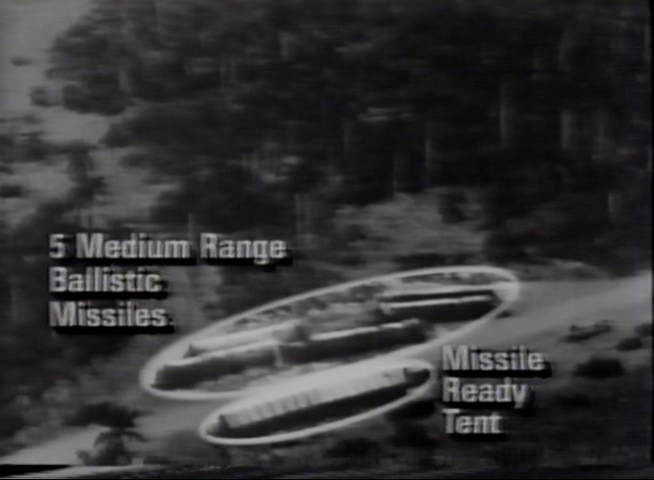 5 Medium Range
Ballistic
Missiles.
Missile
Ready
Tent